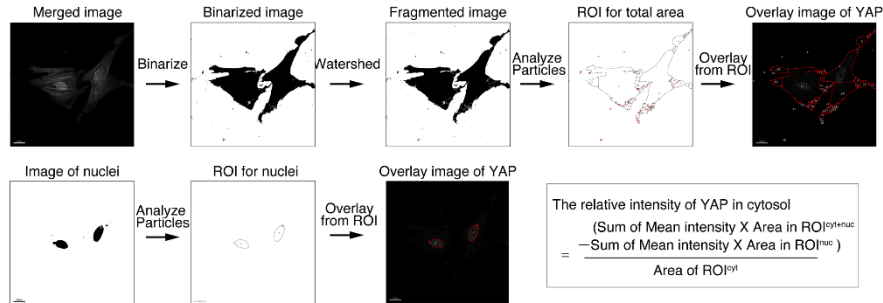 Merged image
Binarized image
Fragmented image
ROI for total area
Overlay image of YAP
Binarize
Watershed
Analyze
Particles
Overlay
from ROI
Image of nuclei
ROI for nuclei
Overlay image of YAP
Analyze
Particles
Overlay
from ROI
The relative intensity of YAP in cytosol
(Sum of Mean intensity X Area in ROIcyt+nuc
= −Sum of Mean intensity X Area in ROInuc )
Area of ROIcyt